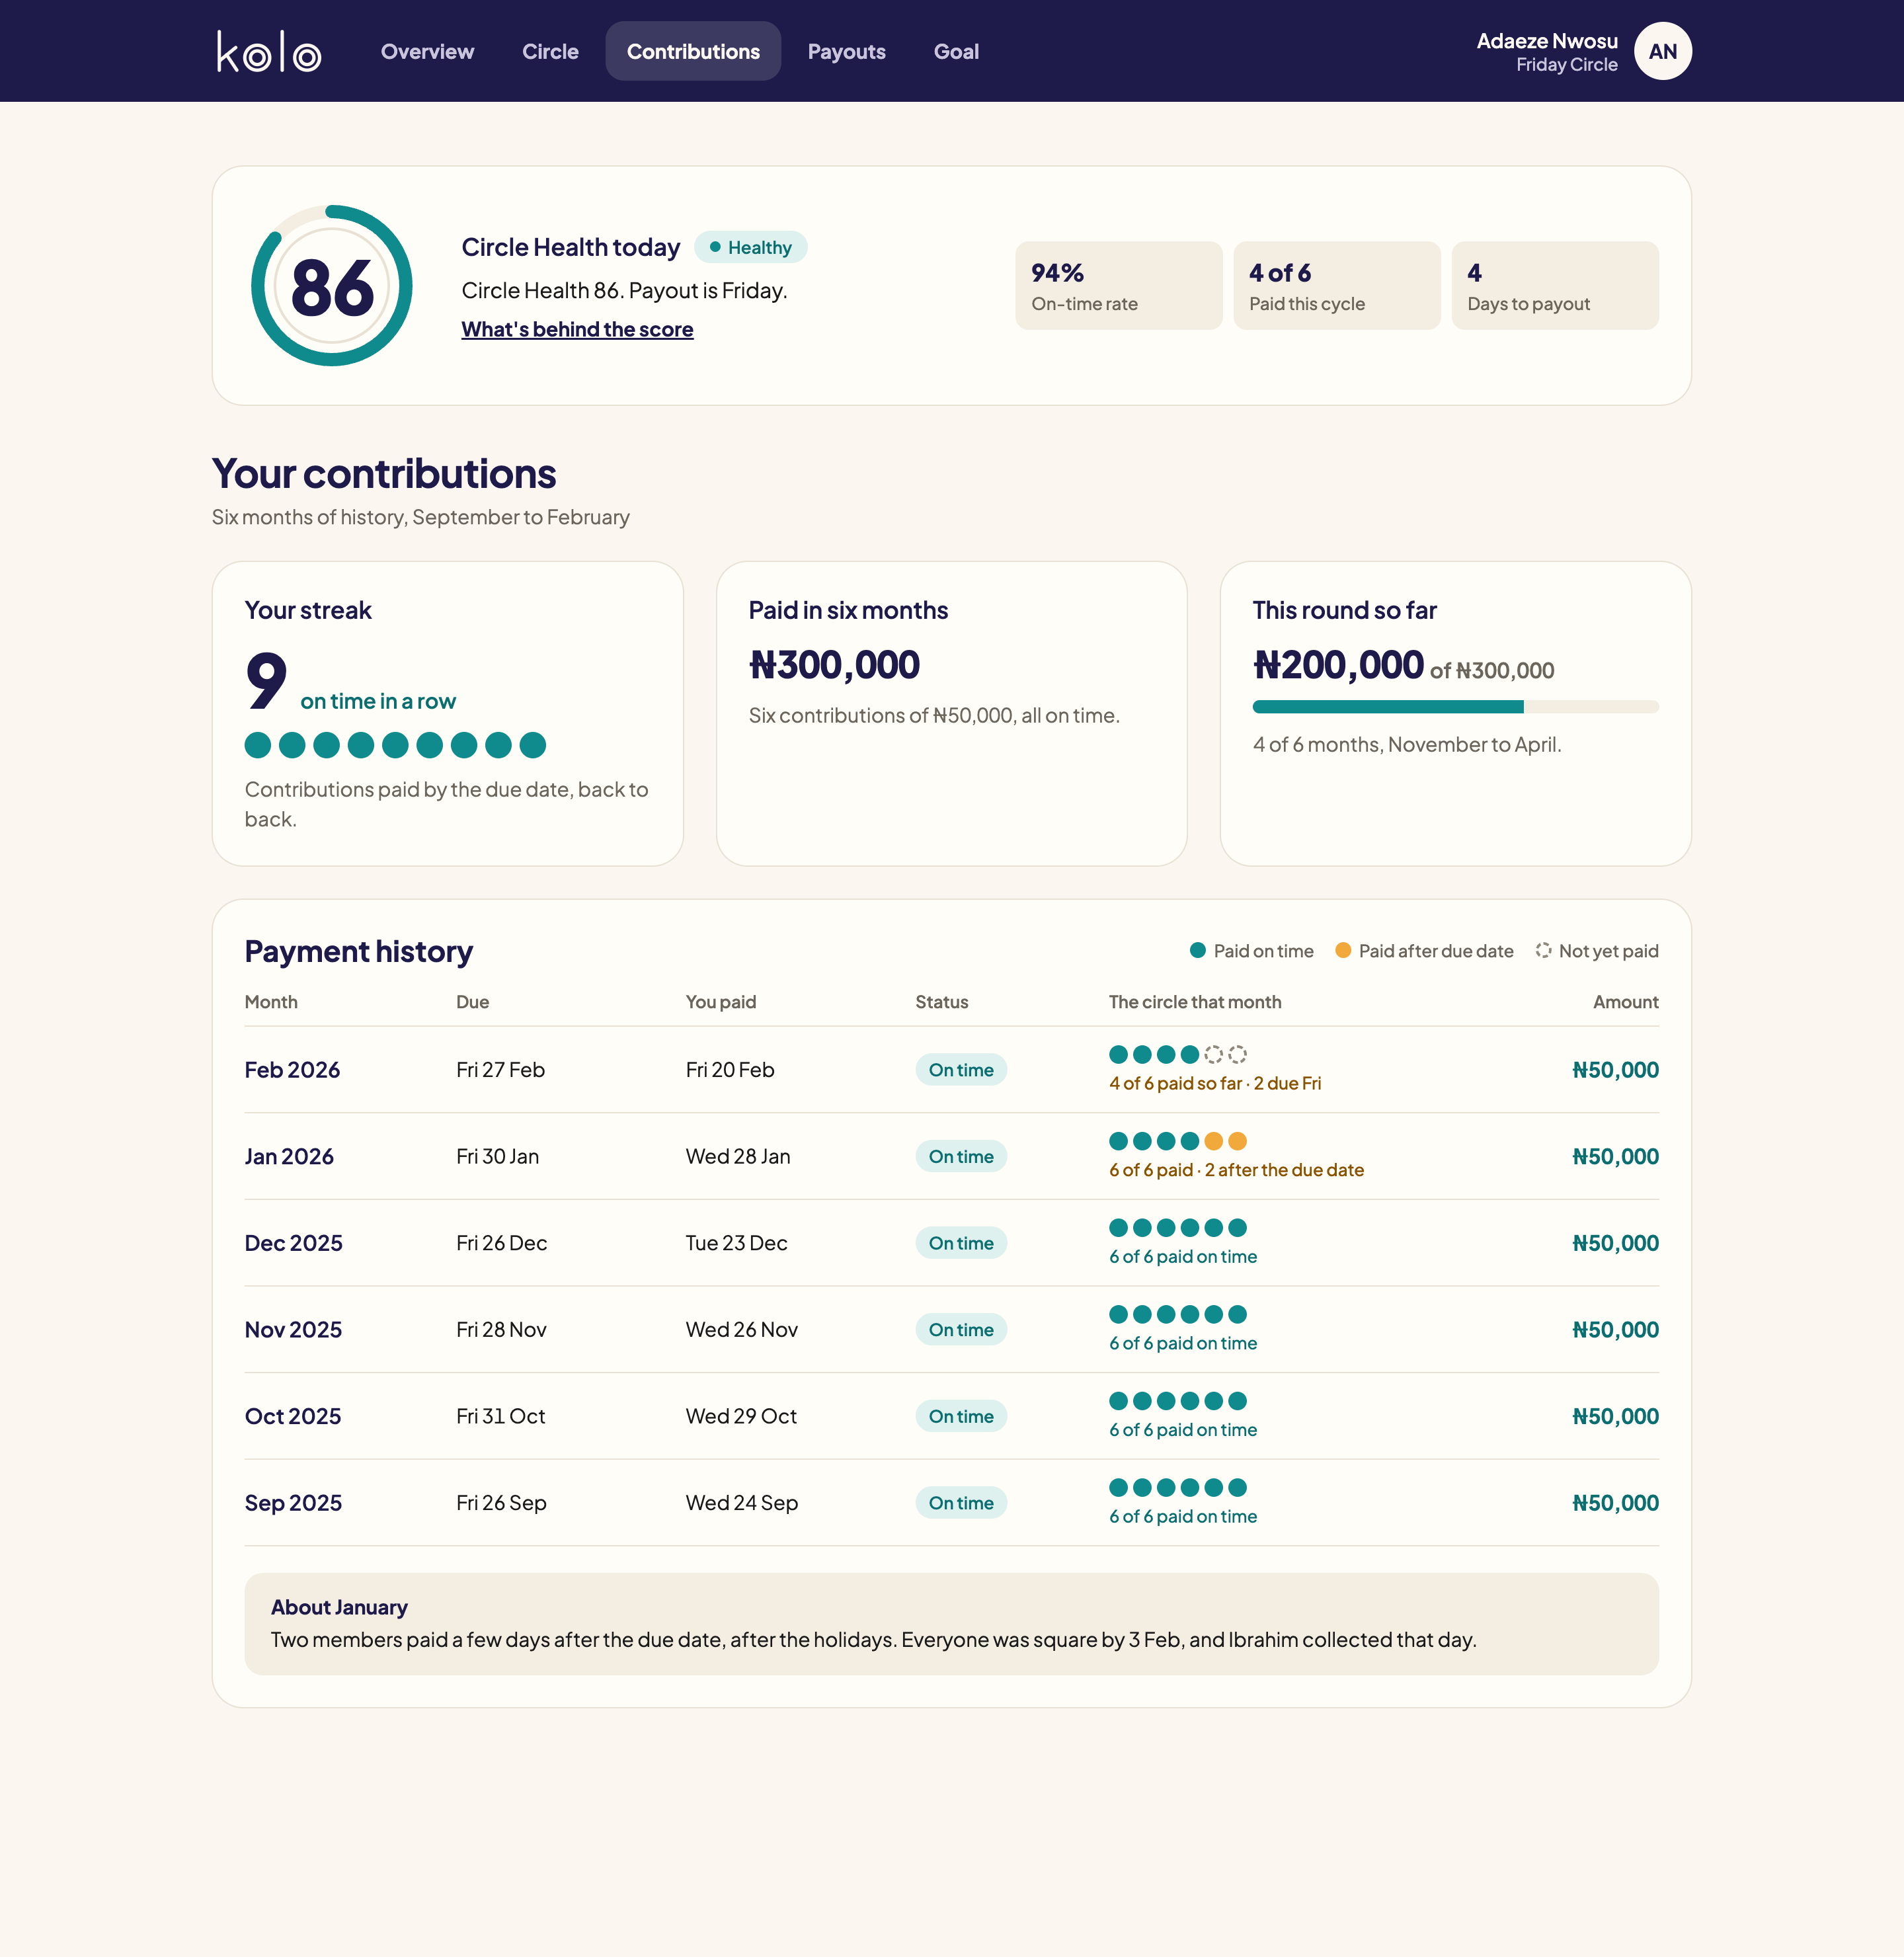 kolo
Overview
Circle
Contributions
Payouts
Goal
Adaeze Nwosu
Friday Circle
AN
86
Circle Health today
Healthy
Circle Health 86. Payout is Friday.
What's behind the score
94%
On-time rate
4 of 6
Paid this cycle
4
Days to payout
Your contributions
Six months of history, September to February
Your streak
9 on time in a row
Contributions paid by the due date, back to
back.
Paid in six months
₦300,000
Six contributions of ₦50,000, all on time.
This round so far
₦200,000 of ₦300,000
4 of 6 months, November to April.
Payment history
Paid on time
Paid after due date
Not yet paid
Month Due You paid Status The circle that month Amount
Feb 2026 Fri 27 Feb Fri 20 Feb On time ₦50,000
4 of 6 paid so far · 2 due Fri
Jan 2026 Fri 30 Jan Wed 28 Jan On time ₦50,000
6 of 6 paid · 2 after the due date
Dec 2025 Fri 26 Dec Tue 23 Dec On time ₦50,000
6 of 6 paid on time
Nov 2025 Fri 28 Nov Wed 26 Nov On time ₦50,000
6 of 6 paid on time
Oct 2025 Fri 31 Oct Wed 29 Oct On time ₦50,000
6 of 6 paid on time
Sep 2025 Fri 26 Sep Wed 24 Sep On time ₦50,000
6 of 6 paid on time
About January
Two members paid a few days after the due date, after the holidays. Everyone was square by 3 Feb, and Ibrahim collected that day.